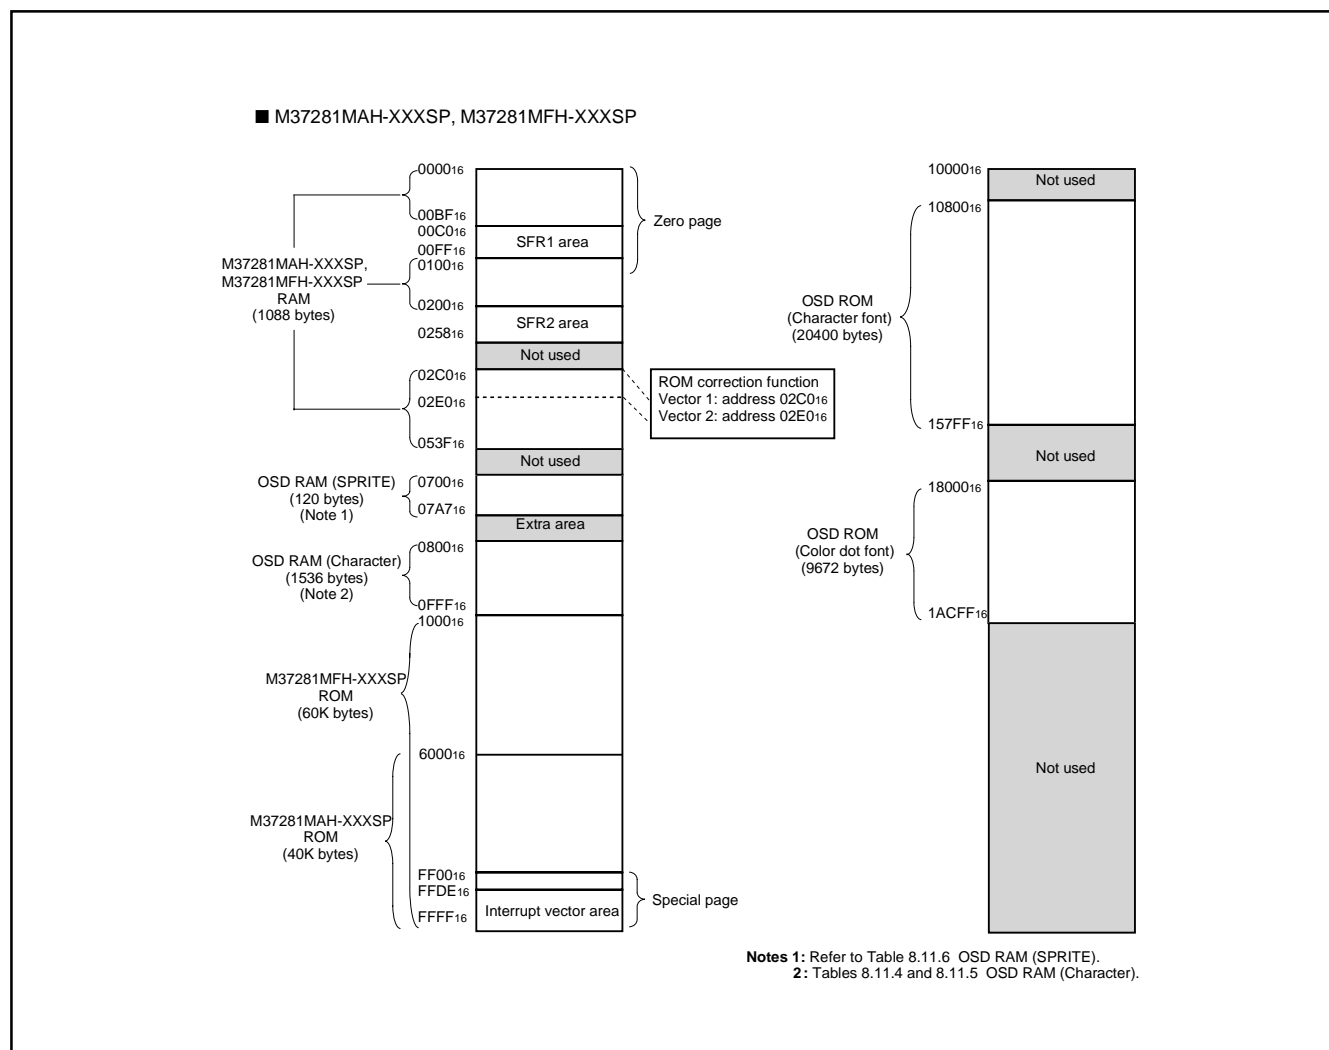 ■ M37281MAH-XXXSP, M37281MFH-XXXSP
000016
00BF16
00C016
SFR1 area
00FF16
010016
Zero page
M37281MAH-XXXSP,
M37281MFH-XXXSP
RAM
(1088 bytes)
020016
SFR2 area
025816
Not used
02C016
02E016
053F16
ROM correction function
Vector 1: address 02C016
Vector 2: address 02E016
Not used
OSD RAM (SPRITE)
(120 bytes)
(Note 1)
070016
07A716
Extra area
OSD RAM (Character)
(1536 bytes)
(Note 2)
080016
0FFF16
100016
M37281MFH-XXXSP
ROM
(60K bytes)
600016
M37281MAH-XXXSP
ROM
(40K bytes)
FF0016
FFDE16
FFFF16
Interrupt vector area
Special page
1000016
Not used
1080016
OSD ROM
(Character font)
(20400 bytes)
157FF16
Not used
1800016
OSD ROM
(Color dot font)
(9672 bytes)
1ACFF16
Not used
Notes 1: Refer to Table 8.11.6 OSD RAM (SPRITE).
2: Tables 8.11.4 and 8.11.5 OSD RAM (Character).